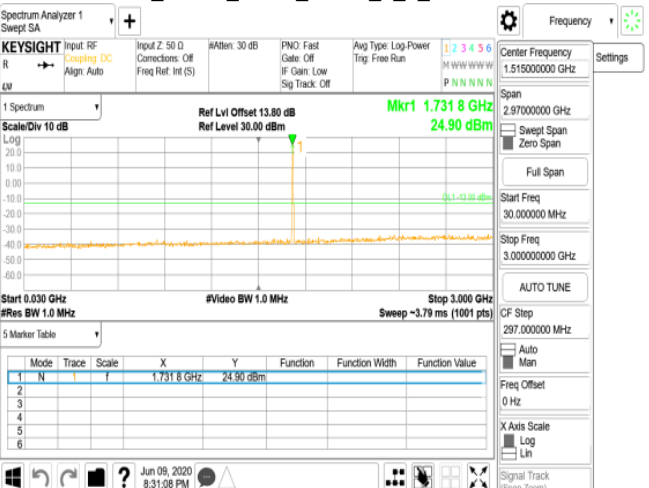 Spectrum Analyzer 1
Swept SA
Frequency
KEYSIGHT
Input: RF
Input Z: 50 Ω
#Atten: 30 dB
PNO: Fast
Avg Type: Log-Power
1 2 3 4 5 6
R
Coupling: DC
Corrections: Off
Gate: Off
Trig: Free Run
Align: Auto
Freq Ref: Int (S)
IF Gain: Low
M W W W W W
Sig Track: Off
P N N N N N
LXI
Center Frequency
1.515000000 GHz
Settings
1 Spectrum
Ref Lvl Offset 13.80 dB
Mkr1 1.731 8 GHz
Scale/Div 10 dB
Ref Level 30.00 dBm
24.90 dBm
Log
1
20.0
10.0
0.00
-10.0
DL1 -13.00 dBm
-20.0
-30.0
-40.0
-50.0
-60.0
Start 0.030 GHz
#Video BW 1.0 MHz
Stop 3.000 GHz
#Res BW 1.0 MHz
Sweep ~3.79 ms (1001 pts)
Span
2.97000000 GHz
Swept Span
Zero Span
Full Span
Start Freq
30.000000 MHz
Stop Freq
3.000000000 GHz
AUTO TUNE
CF Step
297.000000 MHz
Auto
Man
Freq Offset
0 Hz
X Axis Scale
Log
Lin
Signal Track
(Span Zoom)
5 Marker Table
Mode Trace Scale X Y Function Function Width Function Value
1 N 1 f 1.731 8 GHz 24.90 dBm
2
3
4
5
6
?
Jun 09, 2020
8:31:08 PM